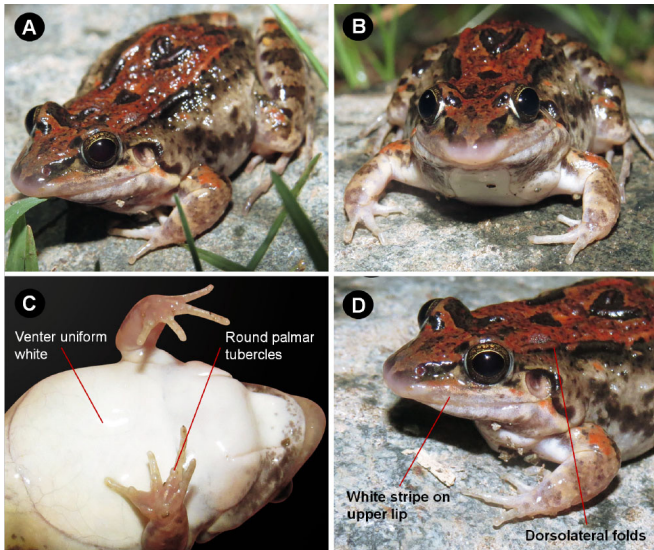 A
B
C
Venter uniform
white
Round palmar
tubercles
D
White stripe on
upper lip
Dorsolateral folds